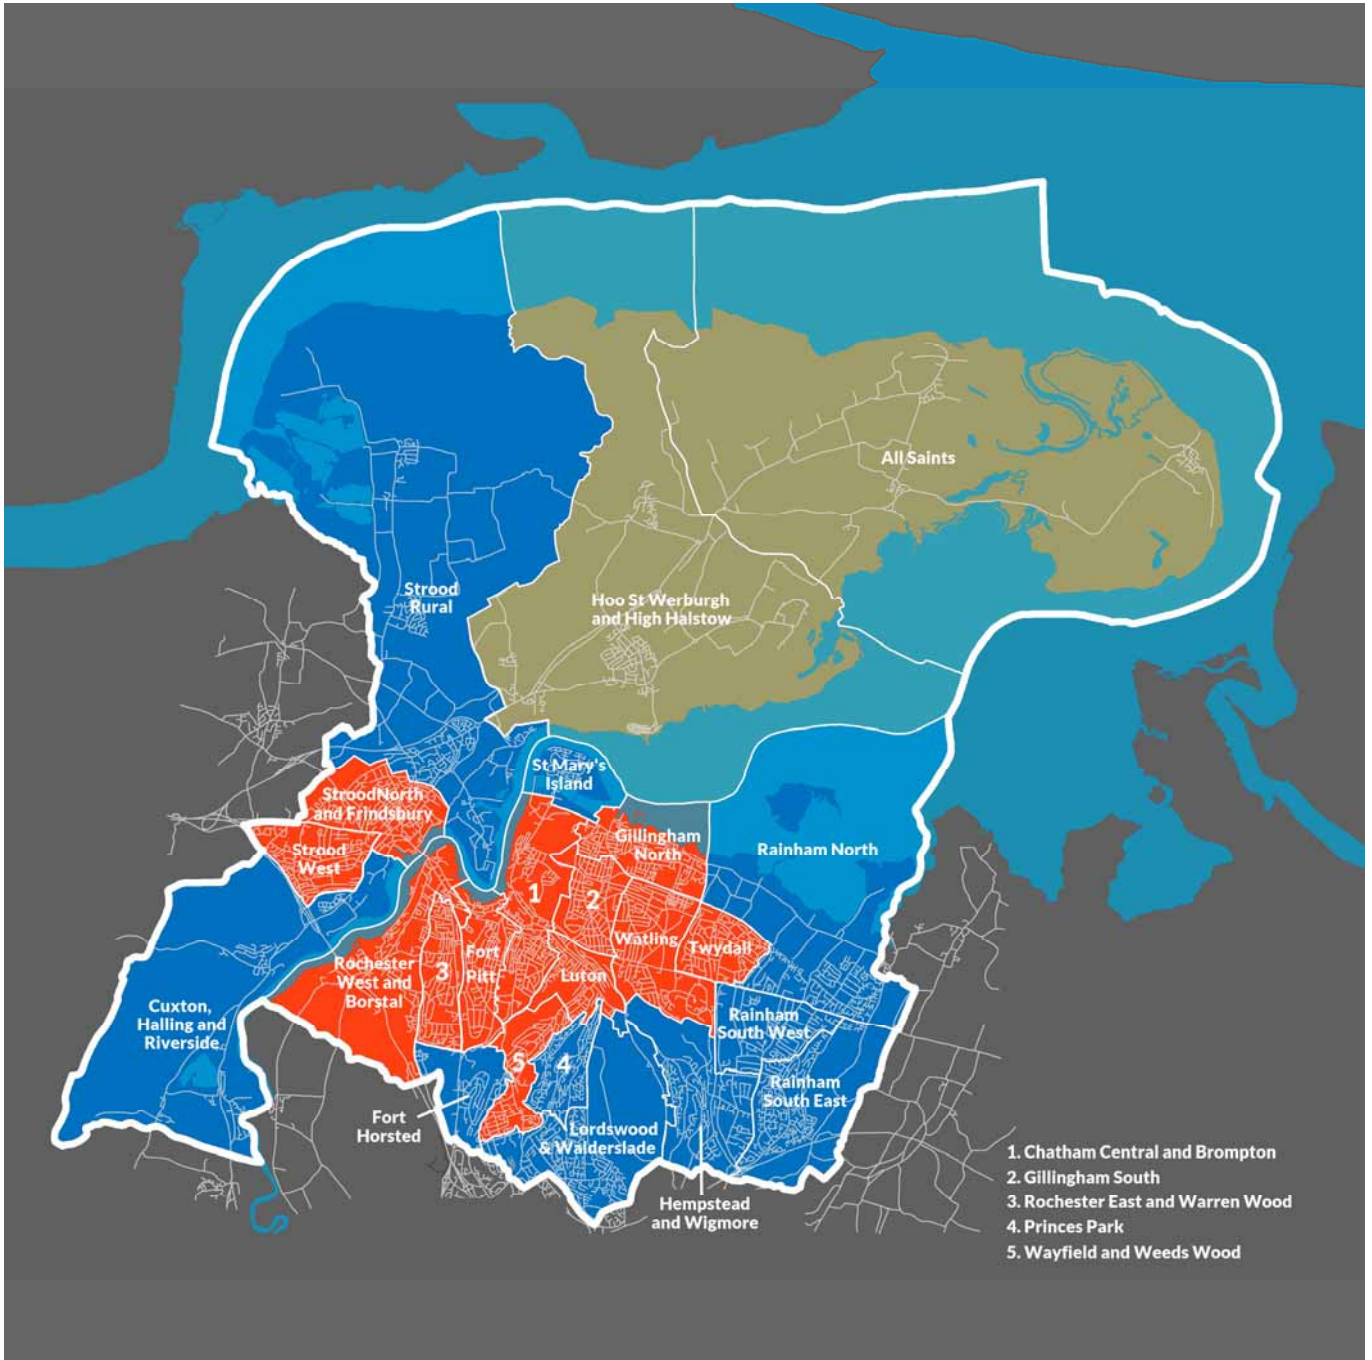 All Saints
Strood
Rural
Hoo St Werburgh
and High Halstow
St Mary's
Island
StroodNorth
and Frindsbury
Strood
West
Gillingham
North
Rainham North
1
2
Watling
Twydall
Rochester
West and
Borstal
3
Fort
Pitt
Luton
Cuxton,
Halling and
Riverside
Rainham
South West
5
4
Rainham
South East
Fort
Horsted
Lordswood
& Walderslade
Hempstead
and Wigmore
1. Chatham Central and Brompton
2. Gillingham South
3. Rochester East and Warren Wood
4. Princes Park
5. Wayfield and Weeds Wood